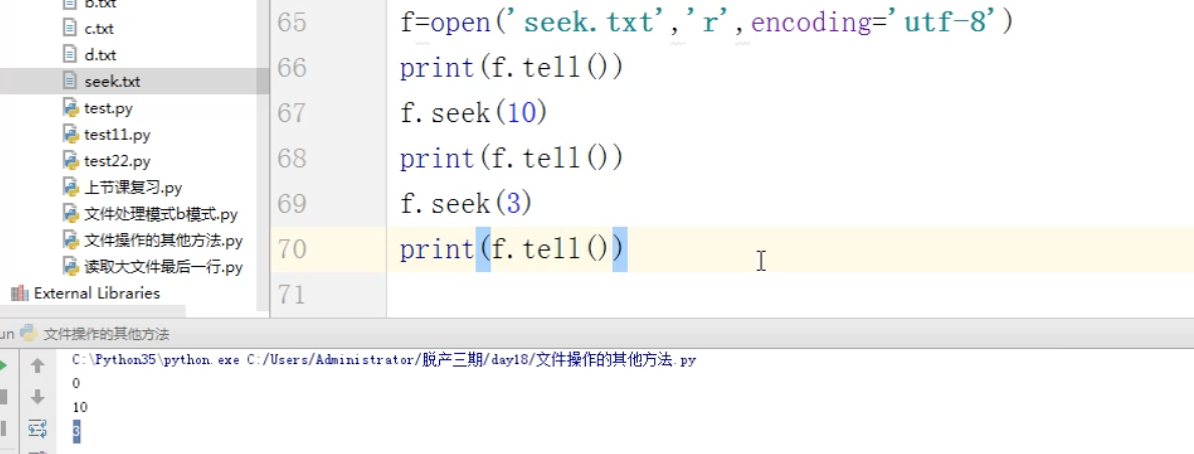 b.txt
c.txt
d.txt
seek.txt
test.py
test11.py
test22.py
上节课复习.py
文件处理模式b模式.py
文件操作的其他方法.py
读取大文件最后一行.py
External Libraries
65 f=open('seek.txt','r',encoding='utf-8')
66 print(f.tell())
67 f.seek(10)
68 print(f.tell())
69 f.seek(3)
70 print(f.tell())
71
un 文件操作的其他方法
C:\Python35\python.exe C:/Users/Administrator/脱产三期/day18/文件操作的其他方法.py
0
10
3